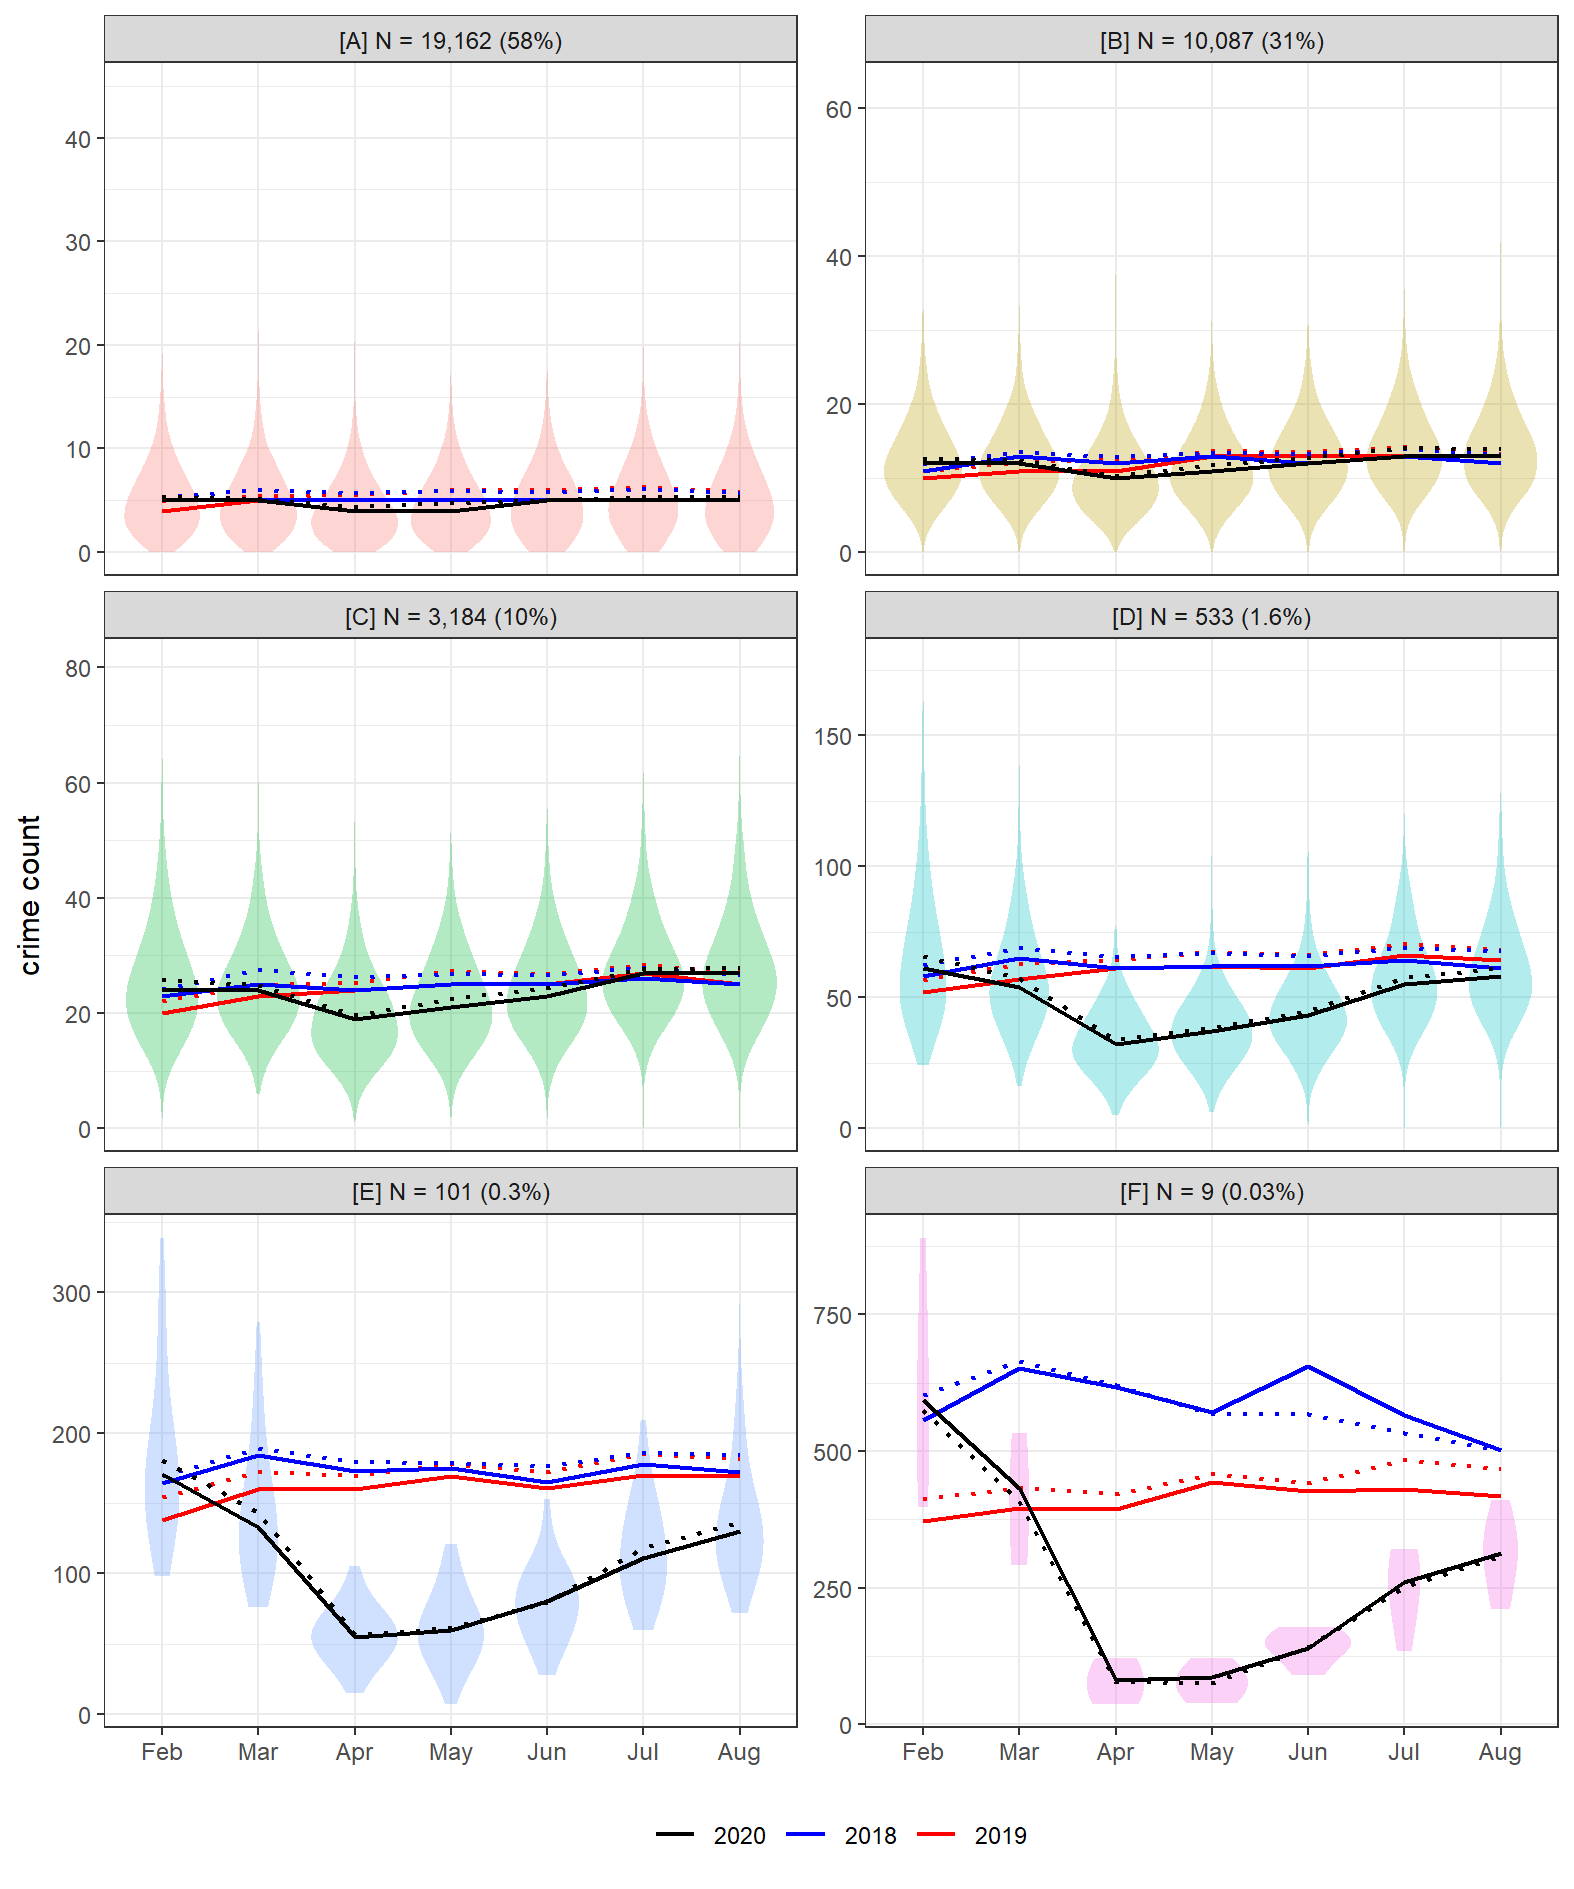 [A] N = 19,162 (58%)
[B] N = 10,087 (31%)
40
30
20
10
0
60
40
20
0
[C] N = 3,184 (10%)
[D] N = 533 (1.6%)
80
60
40
20
0
150
100
50
0
crime count
[E] N = 101 (0.3%)
[F] N = 9 (0.03%)
300
200
100
0
750
500
250
0
Feb Mar Apr May Jun Jul Aug
Feb Mar Apr May Jun Jul Aug
2020 2018 2019